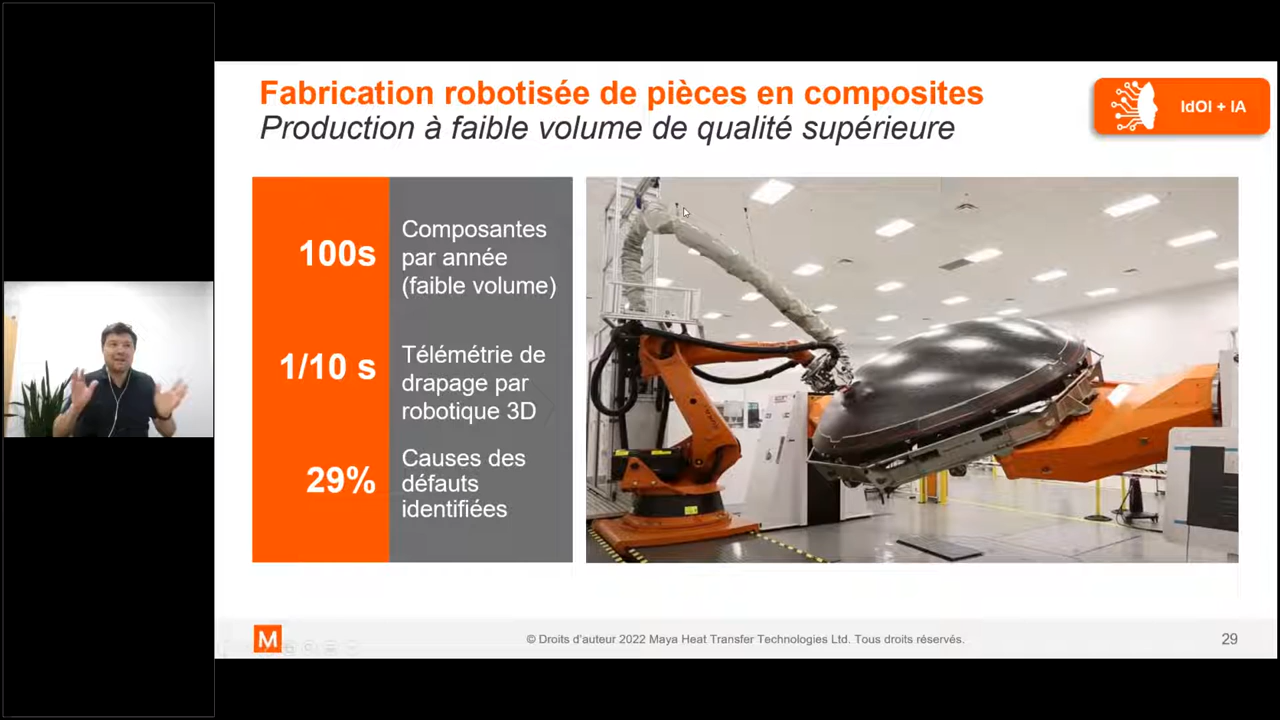 Fabrication robotisée de pièces en composites
Production à faible volume de qualité supérieure
IdOI + IA
100s
Composantes
par année
(faible volume)
1/10 s
Télémétrie de
drapage par
robotique 3D
29%
Causes des
défauts
identifiées
M
© Droits d'auteur 2022 Maya Heat Transfer Technologies Ltd. Tous droits réservés.
29